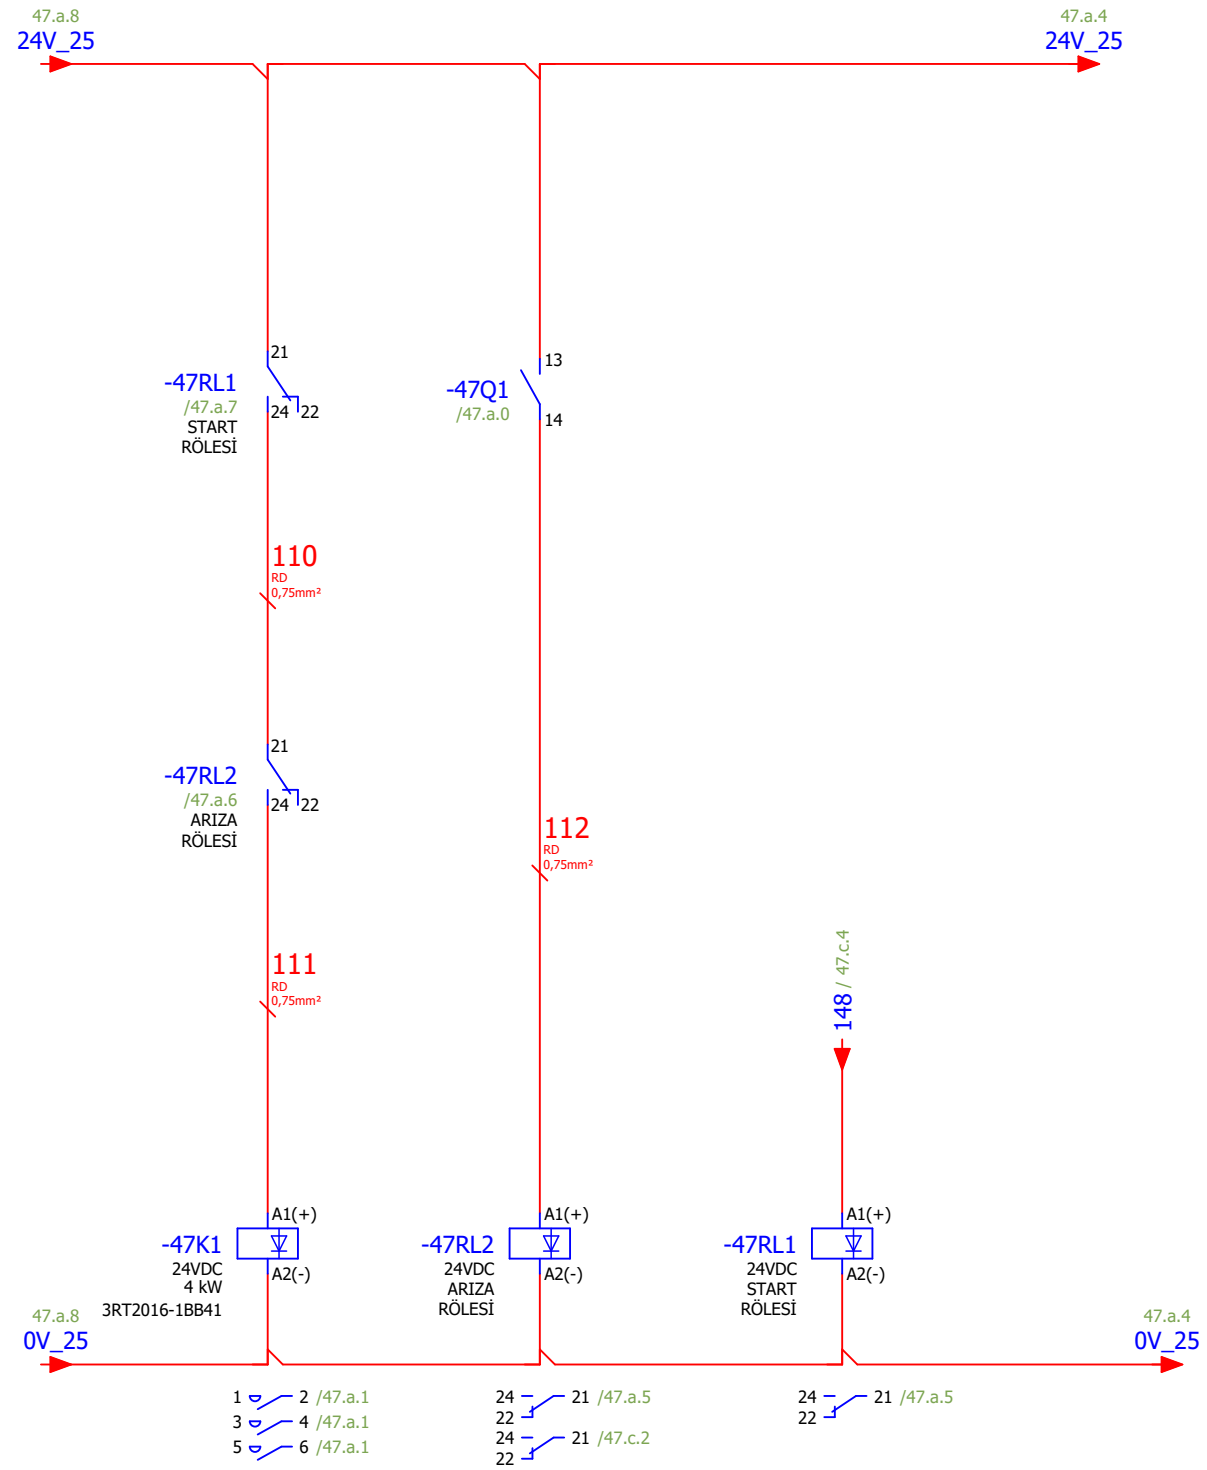 47.a.8
24V_25
47.a.4
24V_25
21
-47RL1
/47.a.7
24 22
START
RÖLESİ
13
-47Q1
/47.a.0
14
110
RD
0,75mm²
21
-47RL2
/47.a.6
24 22
ARIZA
RÖLESİ
112
RD
0,75mm²
111
RD
0,75mm²
148 / 47.c.4
A1(+)
-47K1
24VDC
A2(-)
4 kW
3RT2016-1BB41
A1(+)
-47RL2
24VDC
A2(-)
ARIZA
RÖLESİ
A1(+)
-47RL1
24VDC
A2(-)
START
RÖLESİ
47.a.8
0V_25
47.a.4
0V_25
1 2 /47.a.1
3 4 /47.a.1
5 6 /47.a.1
24 21 /47.a.5
22
24 21 /47.c.2
22
24 21 /47.a.5
22